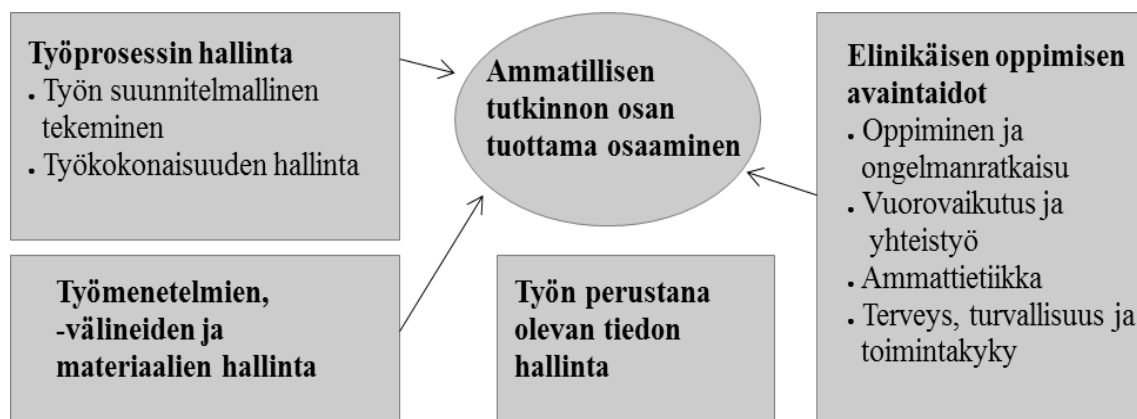 Työprosessin hallinta
. Työn suunnitelmallinen
tekeminen
. Työkokonaisuuden hallinta
Ammatillisen
tutkinnon osan
tuottama osaaminen
Elinikäisen oppimisen
avaintaidot
. Oppiminen ja
ongelmanratkaisu
. Vuorovaikutus ja
yhteistyö
. Ammattietiikka
. Terveys, turvallisuus ja
toimintakyky
Työmenetelmien,
-välineiden ja
materiaalien hallinta
Työn perustana
olevan tiedon
hallinta